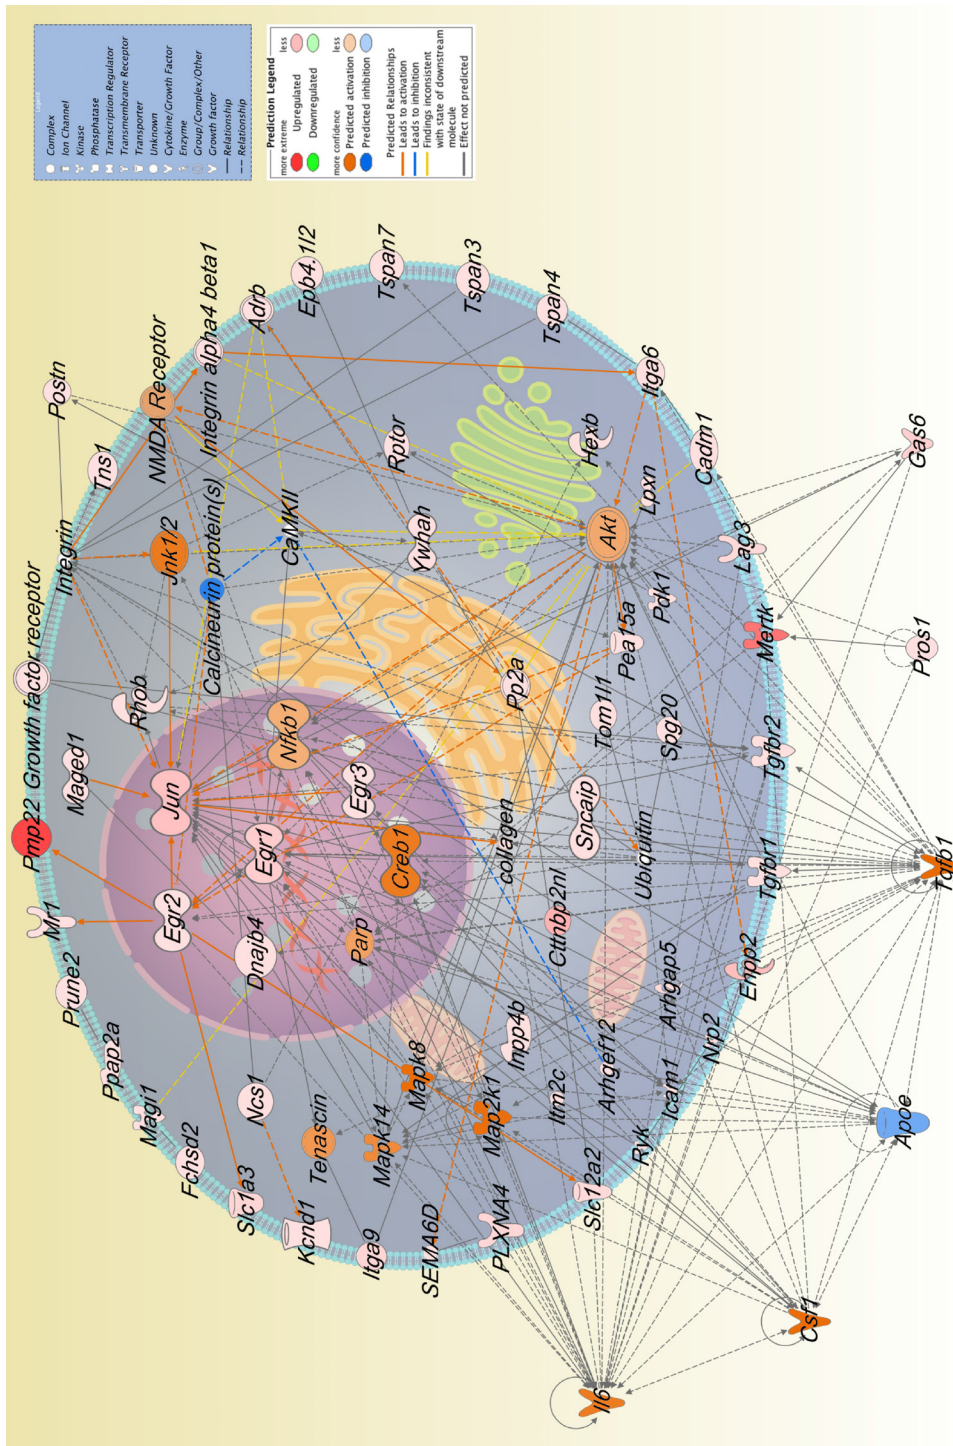 Complex
Ion Channel
Kinase
Phosphatase
Transcription Regulator
Transmembrane Receptor
Transporter
Unknown
Cytokine/Growth Factor
Enzyme
Group/Complex/Other
Growth factor
Relationship
Relationship
Prediction Legend
more extreme less
Upregulated
Downregulated
more confidence less
Predicted activation
Predicted inhibition
Predicted Relationships
Leads to activation
Leads to inhibition
Findings inconsistent
with state of downstream
molecule
Effect not predicted
Postn
Integrin
Tns1
NMDA Receptor
Integrin alpha4 beta1
Adrb
Epb4.1l2
Tspan7
Tspan3
Tspan4
Itga6
Cadm1
Gas6
Growth factor receptor
Pmp22
Jnk1/2
Calcineurin protein(s)
CaMKII
Rptor
Ywhah
Hexb
Lpxn
Akt
Lag3
Mertk
Pros1
Rhob
Maged1
Jun
Nfkb1
Pp2a
Pea15a
Pdk1
Tom1l1
Spg20
Tgfbr2
Egr3
Egr1
Creb1
collagen
Sncaip
Ubiquitin
Tgfbr1
Tgfb1
Mr1
Egr2
Dnajb4
Parp
Cttnbp2nl
Arhgap5
Enpp2
Prune2
Ppap2a
Magi1
Fchsd2
Ncs1
Tenascin
Mapk14
Mapk8
Map2k1
Inpp4b
Itm2c
Arhgef12
Icam1
Nrp2
Apoe
Slc1a3
Kcnd1
Itga9
SEMA6D
PLXNA4
Slc12a2
Ryk
Csf1
Il6